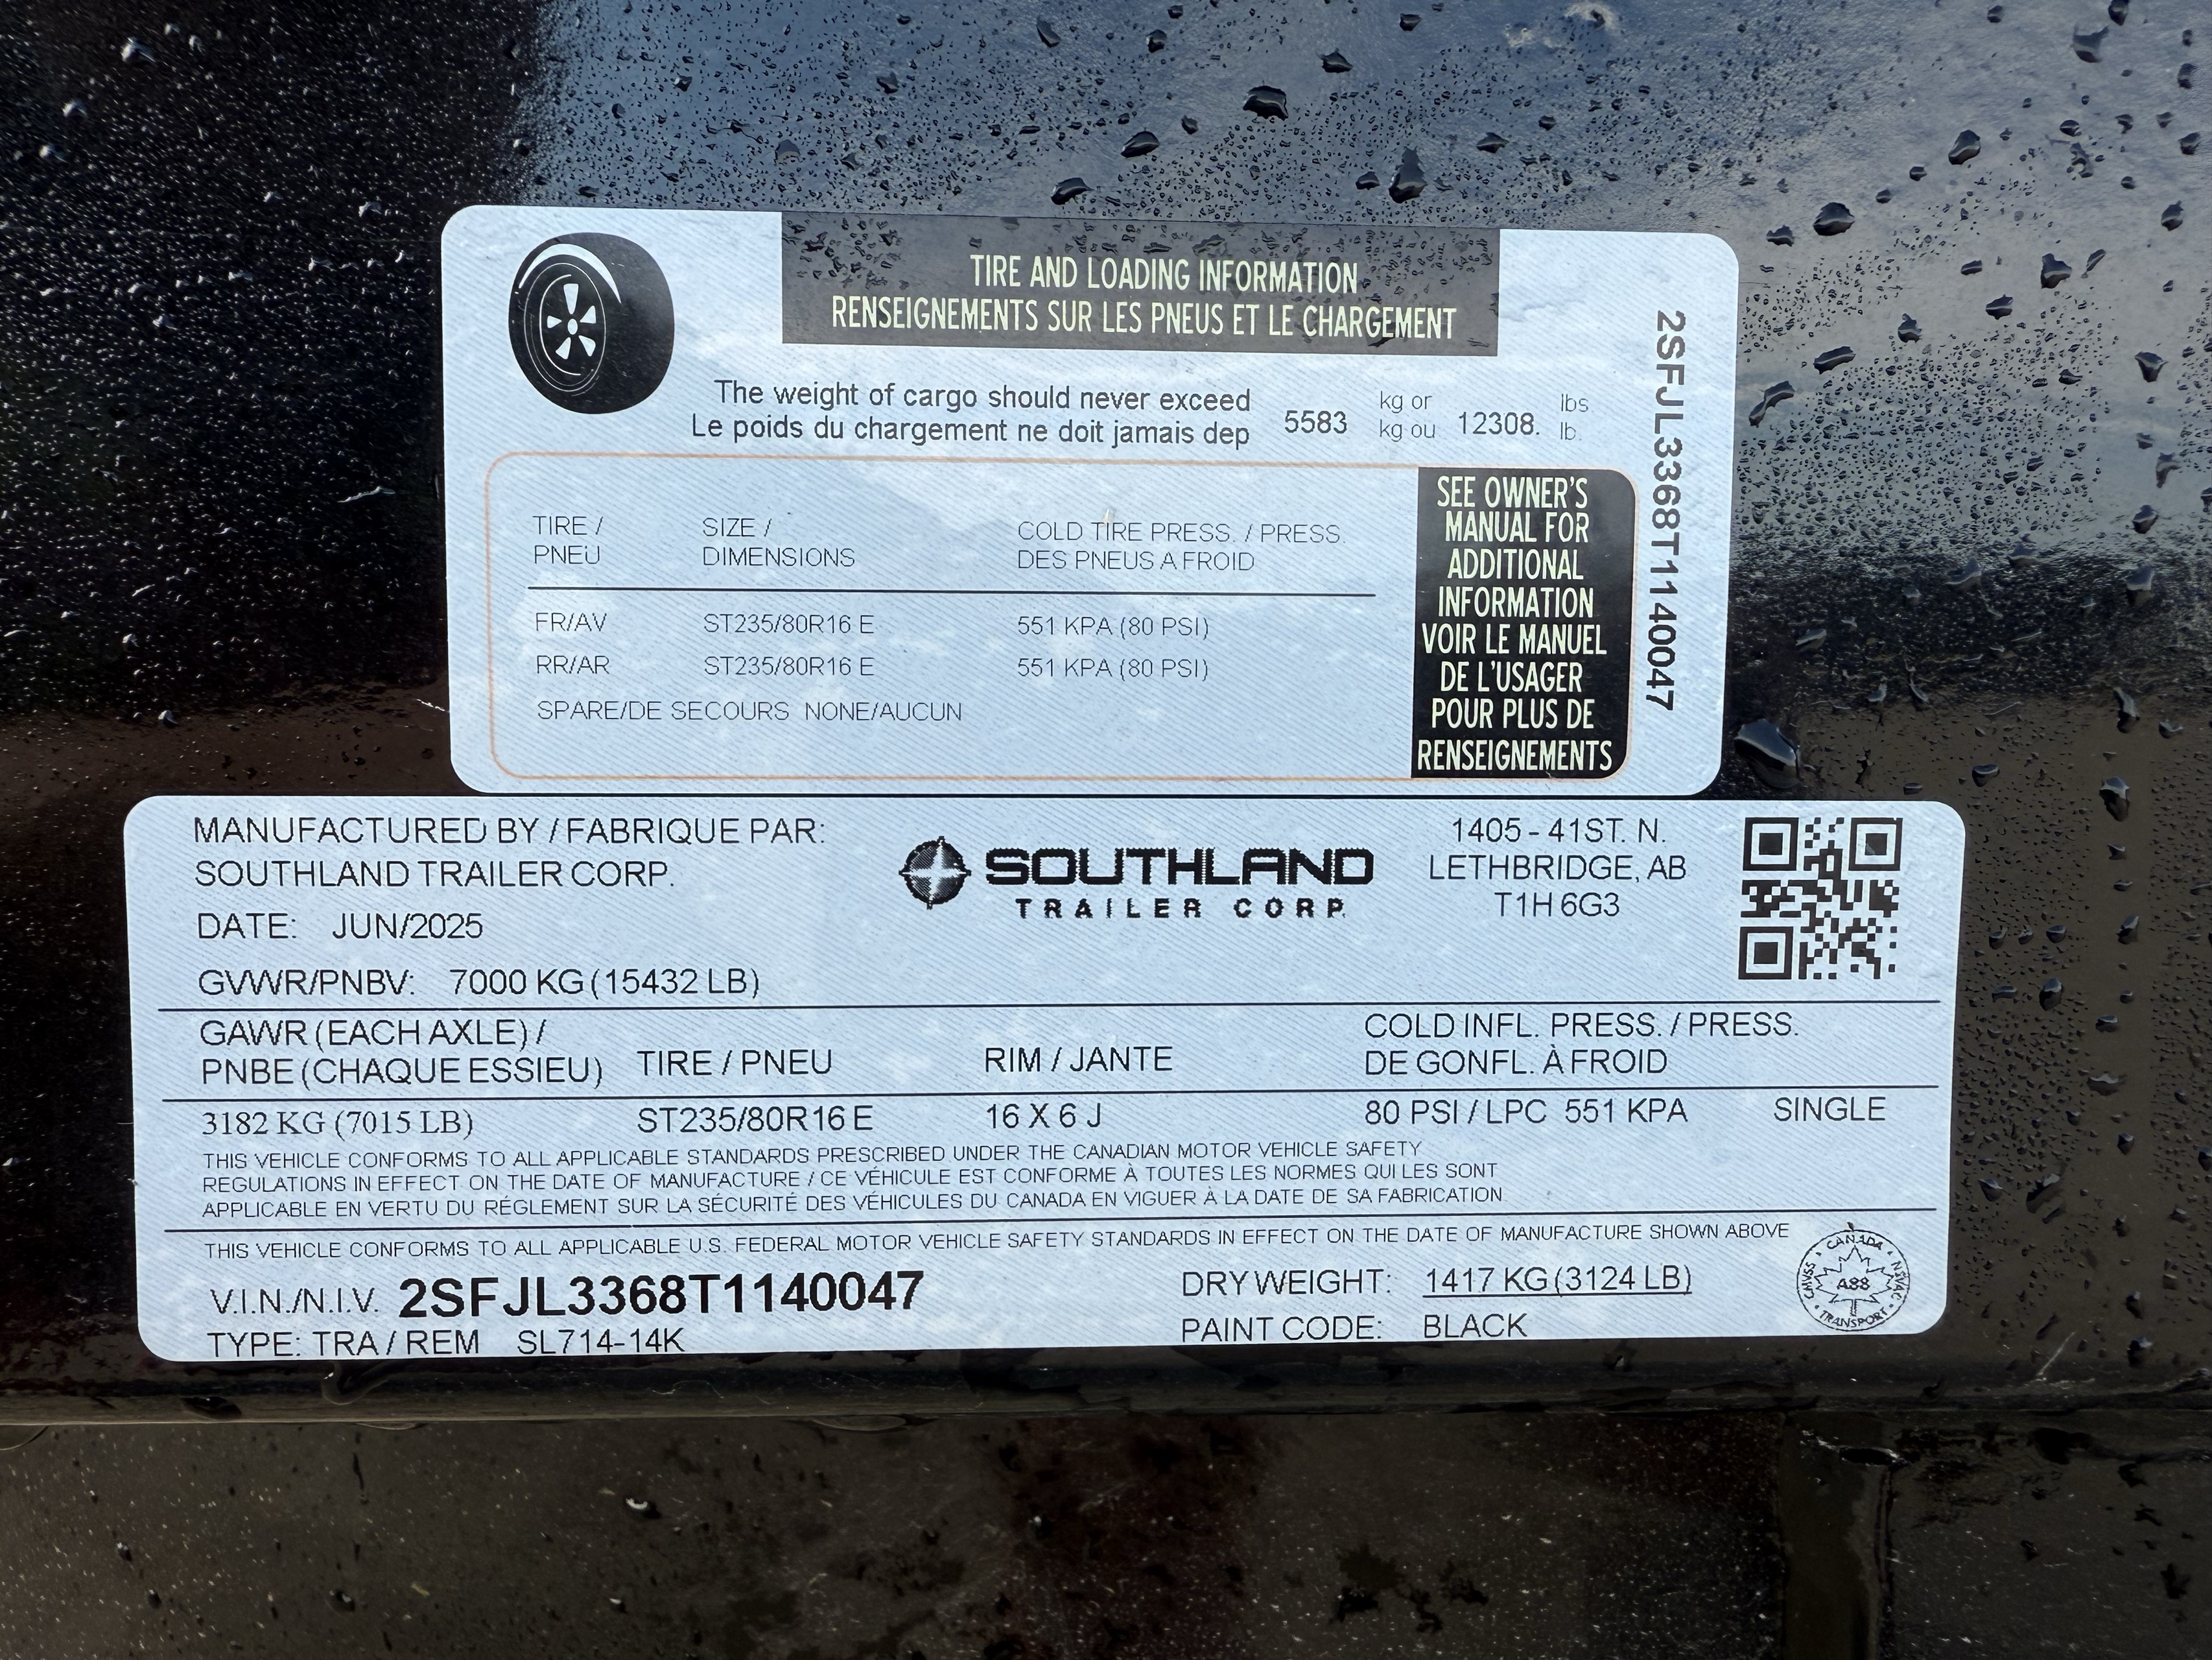 TIRE AND LOADING INFORMATION
RENSEIGNEMENTS SUR LES PNEUS ET LE CHARGEMENT
The weight of cargo should never exceed
Le poids du chargement ne doit jamais dep
5583 kg or 12308. lbs
kg ou lb.
TIRE / SIZE / COLD TIRE PRESS. / PRESS.
PNEU DIMENSIONS DES PNEUS A FROID
FR/AV ST235/80R16 E 551 KPA (80 PSI)
RR/AR ST235/80R16 E 551 KPA (80 PSI)
SPARE/DE SECOURS NONE/AUCUN
SEE OWNER'S
MANUAL FOR
ADDITIONAL
INFORMATION
VOIR LE MANUEL
DE L'USAGER
POUR PLUS DE
RENSEIGNEMENTS
2SFJL3368T1140047
MANUFACTURED BY / FABRIQUE PAR:
SOUTHLAND TRAILER CORP.
DATE: JUN/2025
GVWR/PNBV: 7000 KG (15432 LB)
SOUTHLAND
TRAILER CORP.
1405 - 41ST. N.
LETHBRIDGE, AB
T1H 6G3
GAWR (EACH AXLE) /
PNBE (CHAQUE ESSIEU) TIRE / PNEU RIM / JANTE
COLD INFL. PRESS. / PRESS.
DE GONFL. À FROID
3182 KG (7015 LB) ST235/80R16 E 16 X 6 J 80 PSI / LPC 551 KPA SINGLE
THIS VEHICLE CONFORMS TO ALL APPLICABLE STANDARDS PRESCRIBED UNDER THE CANADIAN MOTOR VEHICLE SAFETY
REGULATIONS IN EFFECT ON THE DATE OF MANUFACTURE / CE VÉHICULE EST CONFORME À TOUTES LES NORMES QUI LES SONT
APPLICABLE EN VERTU DU RÉGLEMENT SUR LA SÉCURITÉ DES VÉHICULES DU CANADA EN VIGUER À LA DATE DE SA FABRICATION
THIS VEHICLE CONFORMS TO ALL APPLICABLE U.S. FEDERAL MOTOR VEHICLE SAFETY STANDARDS IN EFFECT ON THE DATE OF MANUFACTURE SHOWN ABOVE
V.I.N./N.I.V. 2SFJL3368T1140047
TYPE: TRA / REM SL714-14K
DRY WEIGHT: 1417 KG (3124 LB)
PAINT CODE: BLACK
CANADA
CMVSS A88 NSVAC
TRANSPORT